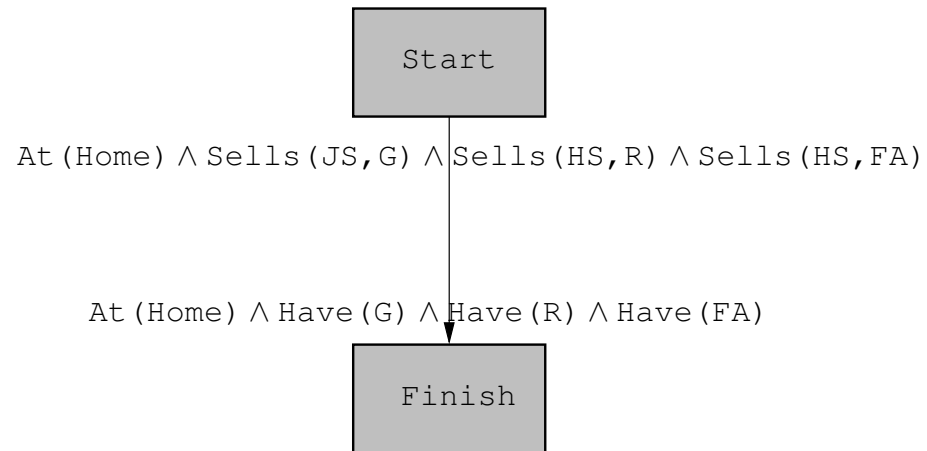 Start
At(Home) ∧ Sells(JS,G) ∧ Sells(HS,R) ∧ Sells(HS,FA)
At(Home) ∧ Have(G) ∧ Have(R) ∧ Have(FA)
Finish